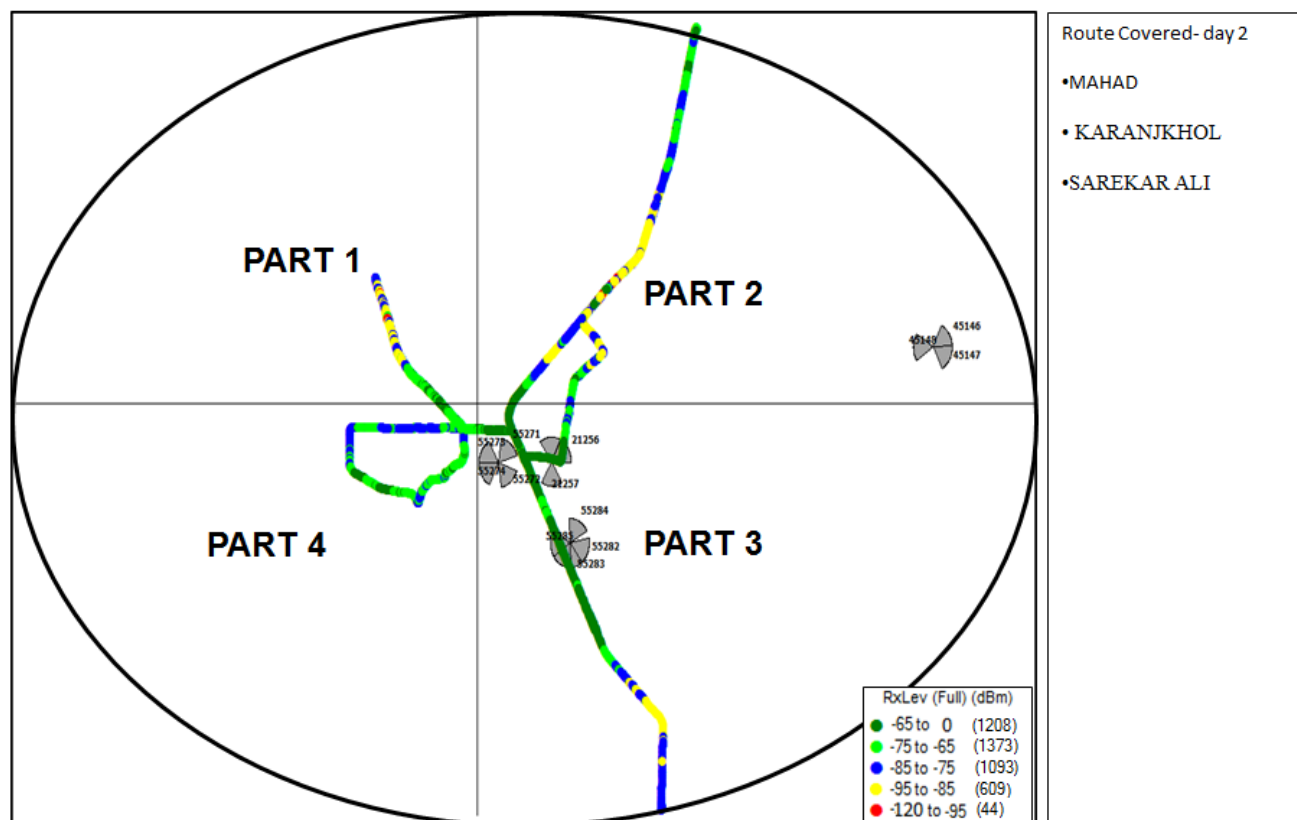 Route Covered- day 2
•MAHAD
• KARANJKHOL
•SAREKAR ALI
PART 1
PART 2
45146
45149
45147
55271
55273
21256
55274
55272
21257
PART 4
PART 3
55284
55285
55282
55283
RxLev (Full) (dBm)
-65 to 0 (1208)
-75 to -65 (1373)
-85 to -75 (1093)
-95 to -85 (609)
-120 to -95 (44)